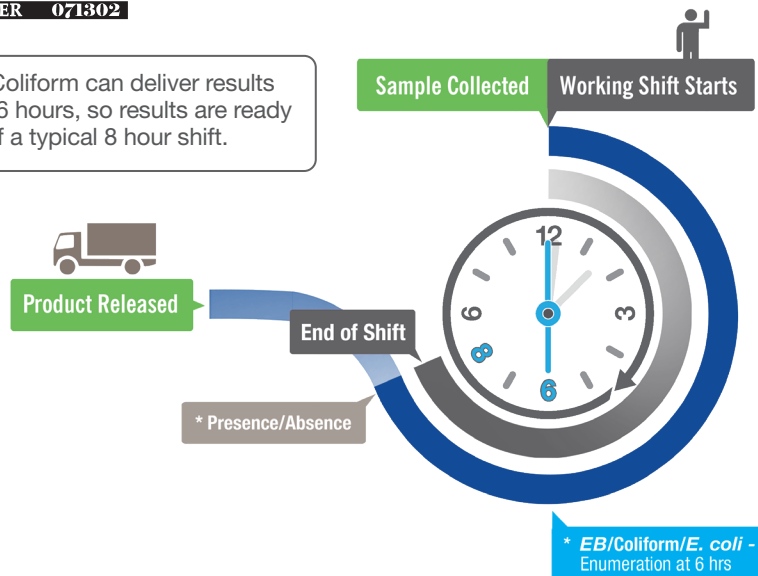 071302
Coliform can deliver results
6 hours, so results are ready
a typical 8 hour shift.
Sample Collected
Working Shift Starts
12
9
3
8
6
Product Released
End of Shift
* Presence/Absence
* EB/Coliform/E. coli -
Enumeration at 6 hrs